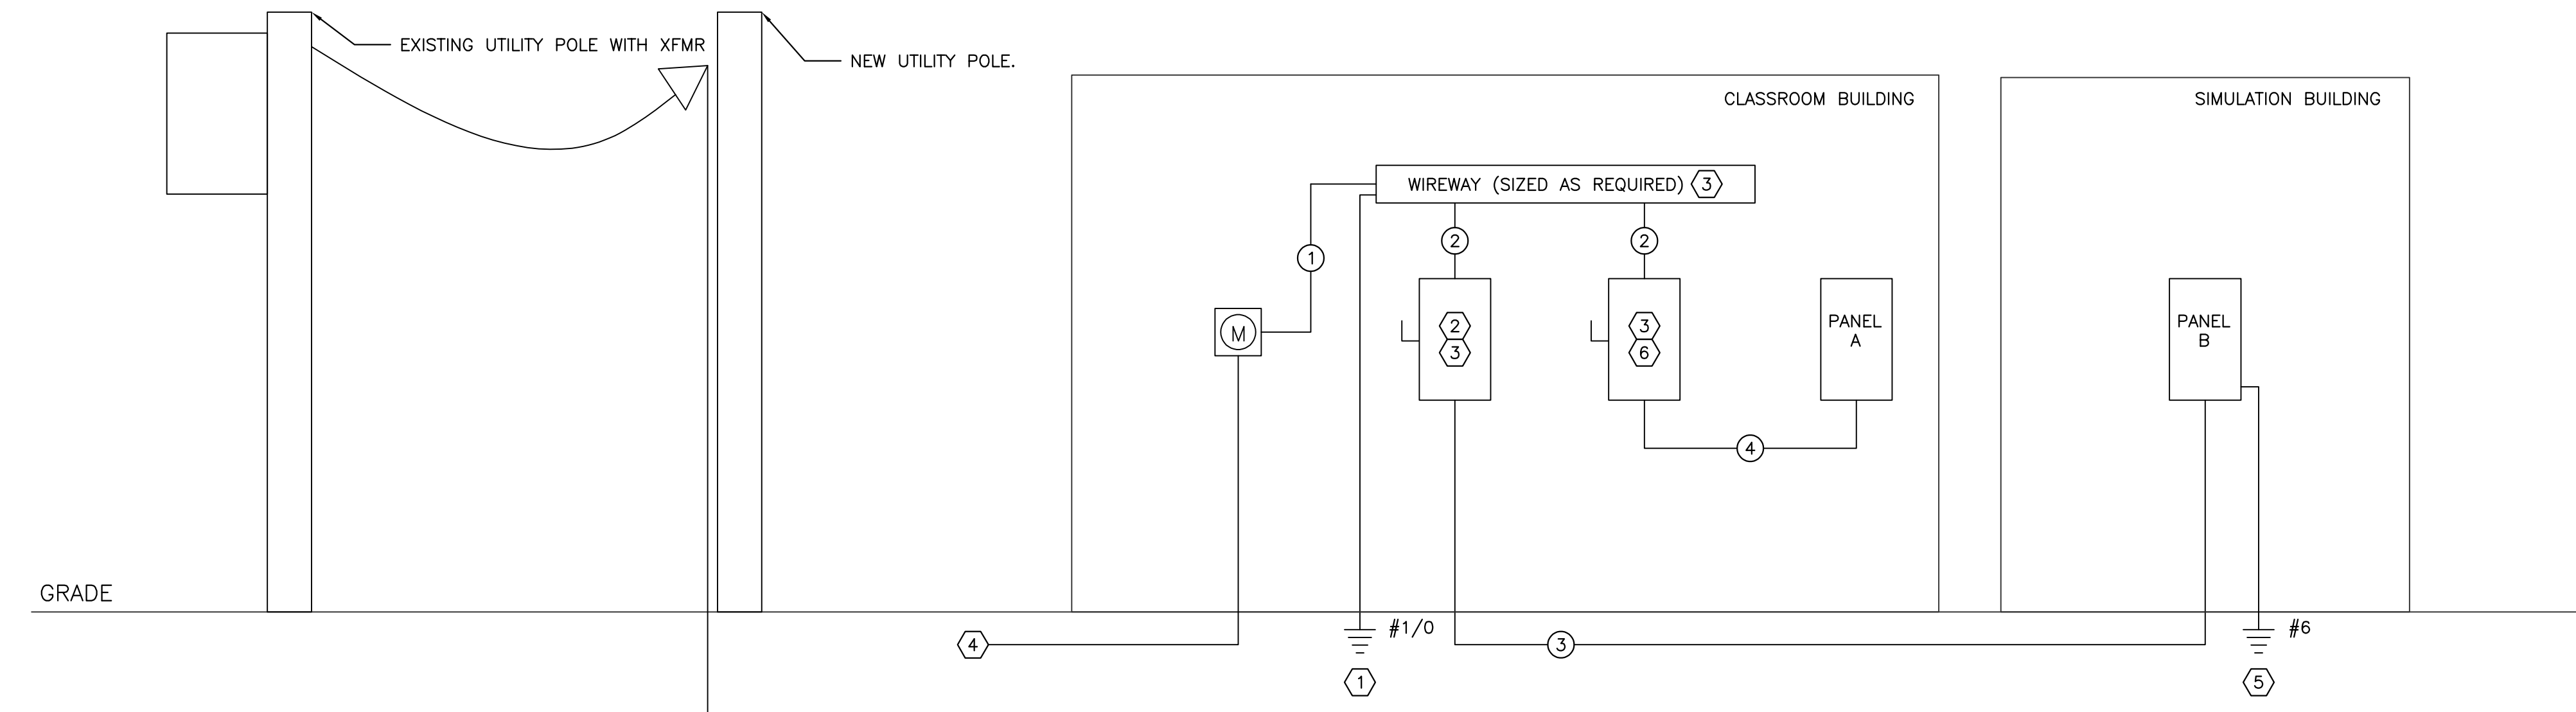 EXISTING UTILITY POLE WITH XFMR
NEW UTILITY POLE.
CLASSROOM BUILDING
SIMULATION BUILDING
WIREWAY (SIZED AS REQUIRED) 3
2
2
1
M
2
3
3
6
PANEL
A
PANEL
B
4
GRADE
#1/0
#6
4
3
1
5